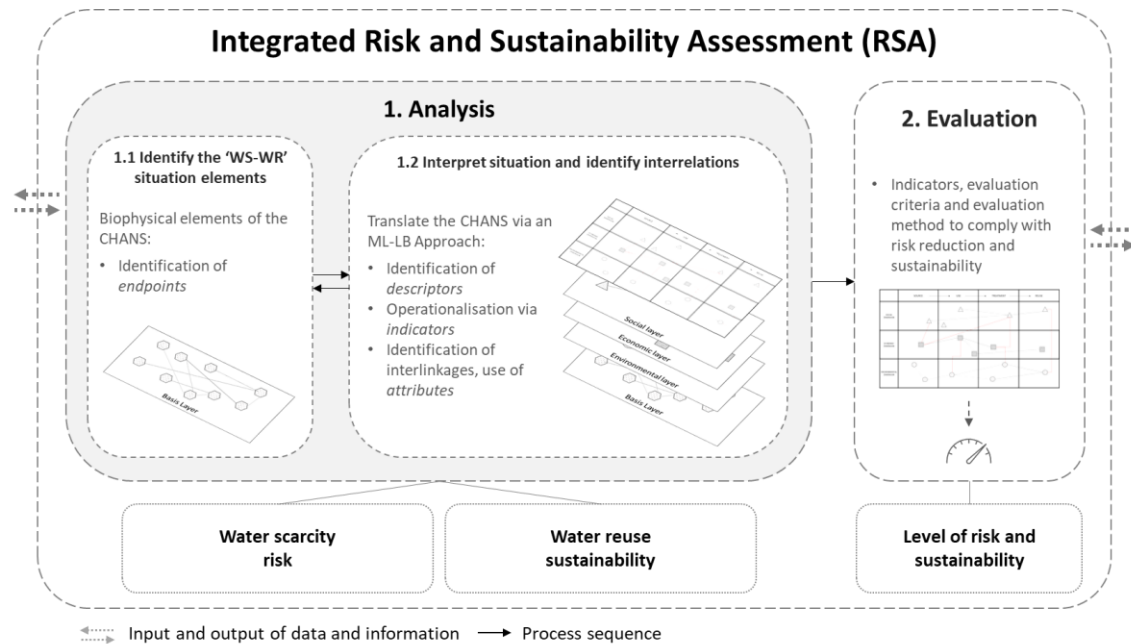 Integrated Risk and Sustainability Assessment (RSA)
1. Analysis
1.1 Identify the ‘WS-WR’
situation elements
Biophysical elements of the
CHANS:
• Identification of
endpoints
Basis Layer
1.2 Interpret situation and identify interrelations
Translate the CHANS via an
ML-LB Approach:
• Identification of
descriptors
• Operationalisation via
indicators
• Identification of
interlinkages, use of
attributes
Social layer
Economic layer
Environmental layer
Basis Layer
2. Evaluation
• Indicators, evaluation
criteria and evaluation
method to comply with
risk reduction and
sustainability
Water scarcity
risk
Water reuse
sustainability
Level of risk and
sustainability
Input and output of data and information
Process sequence